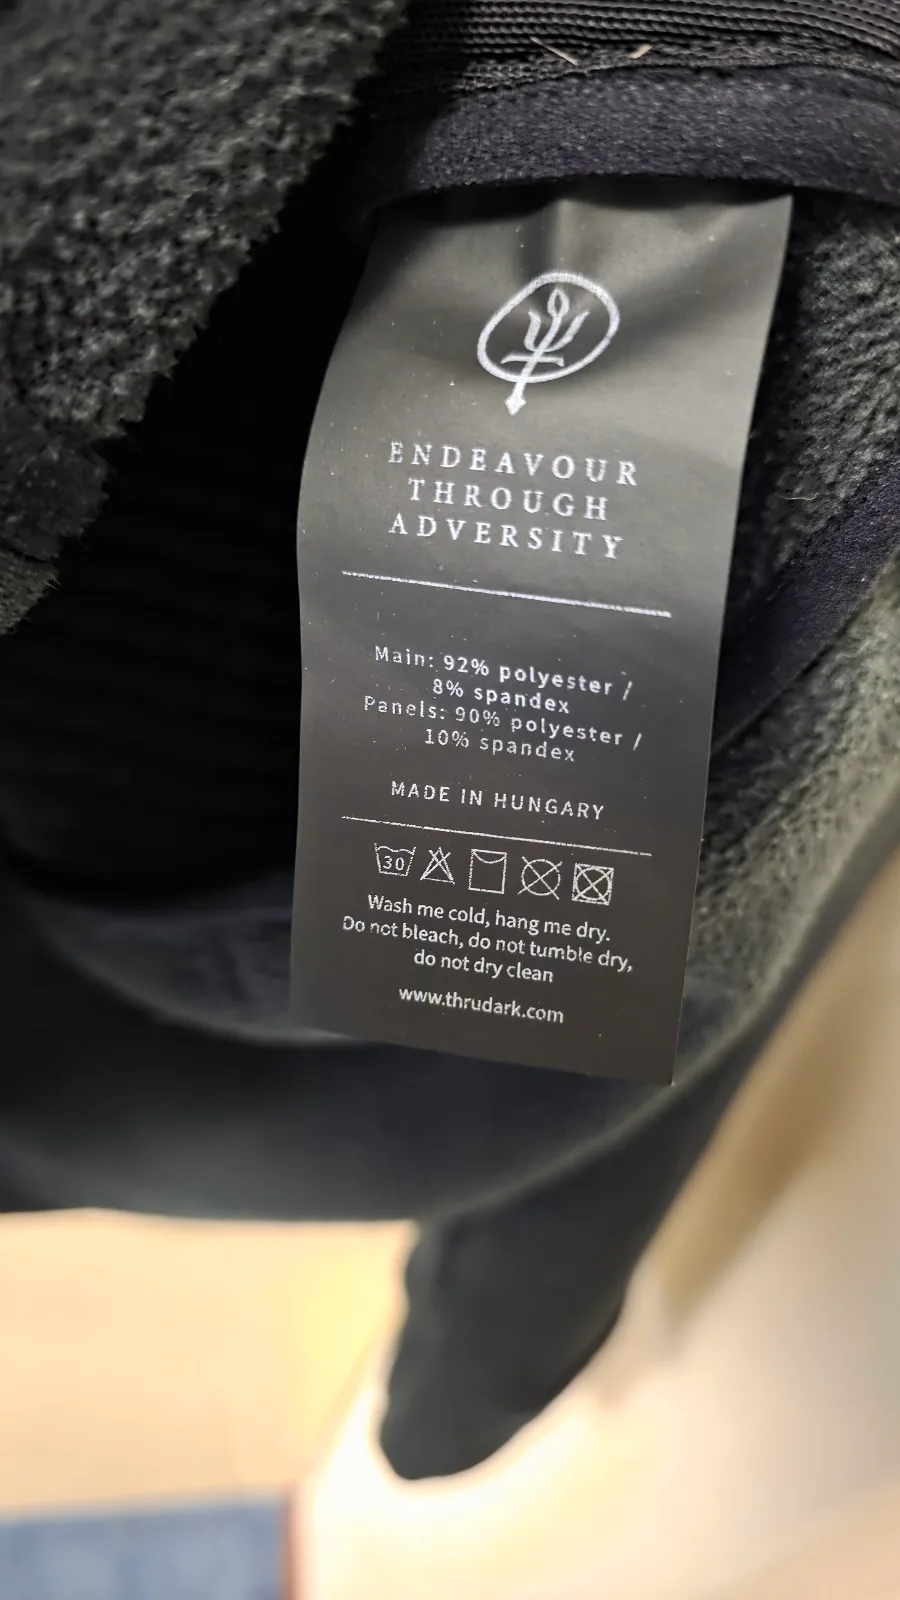 ENDEAVOUR
THROUGH
ADVERSITY
Main: 92% polyester /
8% spandex
Panels: 90% polyester /
10% spandex
MADE IN HUNGARY
30
Wash me cold, hang me dry.
Do not bleach, do not tumble dry,
do not dry clean
www.thrudark.com